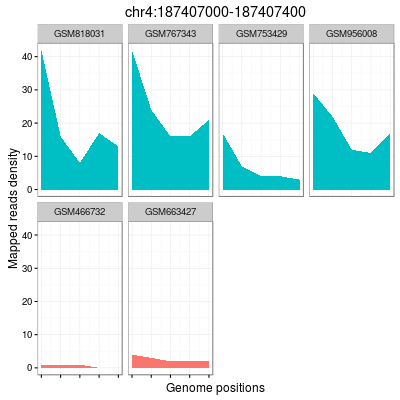 chr4:187407000-187407400
GSM818031 GSM767343 GSM753429 GSM956008
40
30
20
10
0
Mapped reads density
GSM466732 GSM663427
40
30
20
10
0
Genome positions